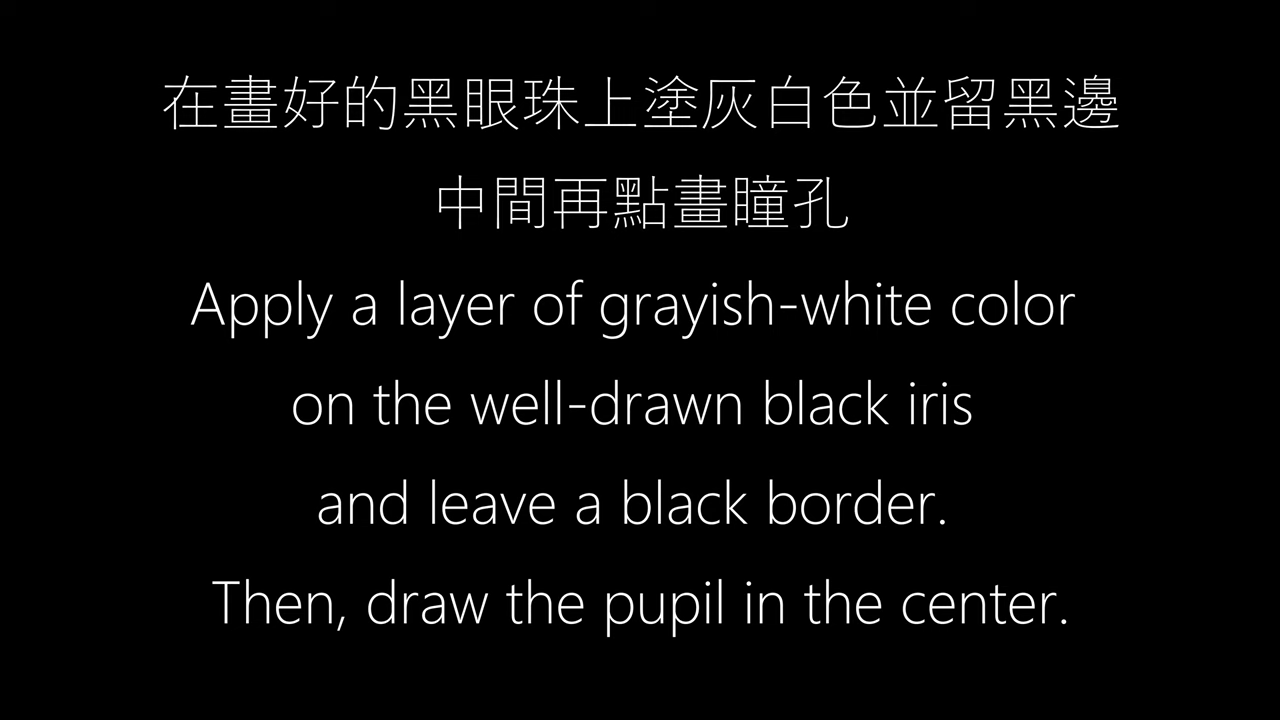 在畫好的黑眼珠上塗灰白色並留黑邊
中間再點畫瞳孔
Apply a layer of grayish-white color
on the well-drawn black iris
and leave a black border.
Then, draw the pupil in the center.